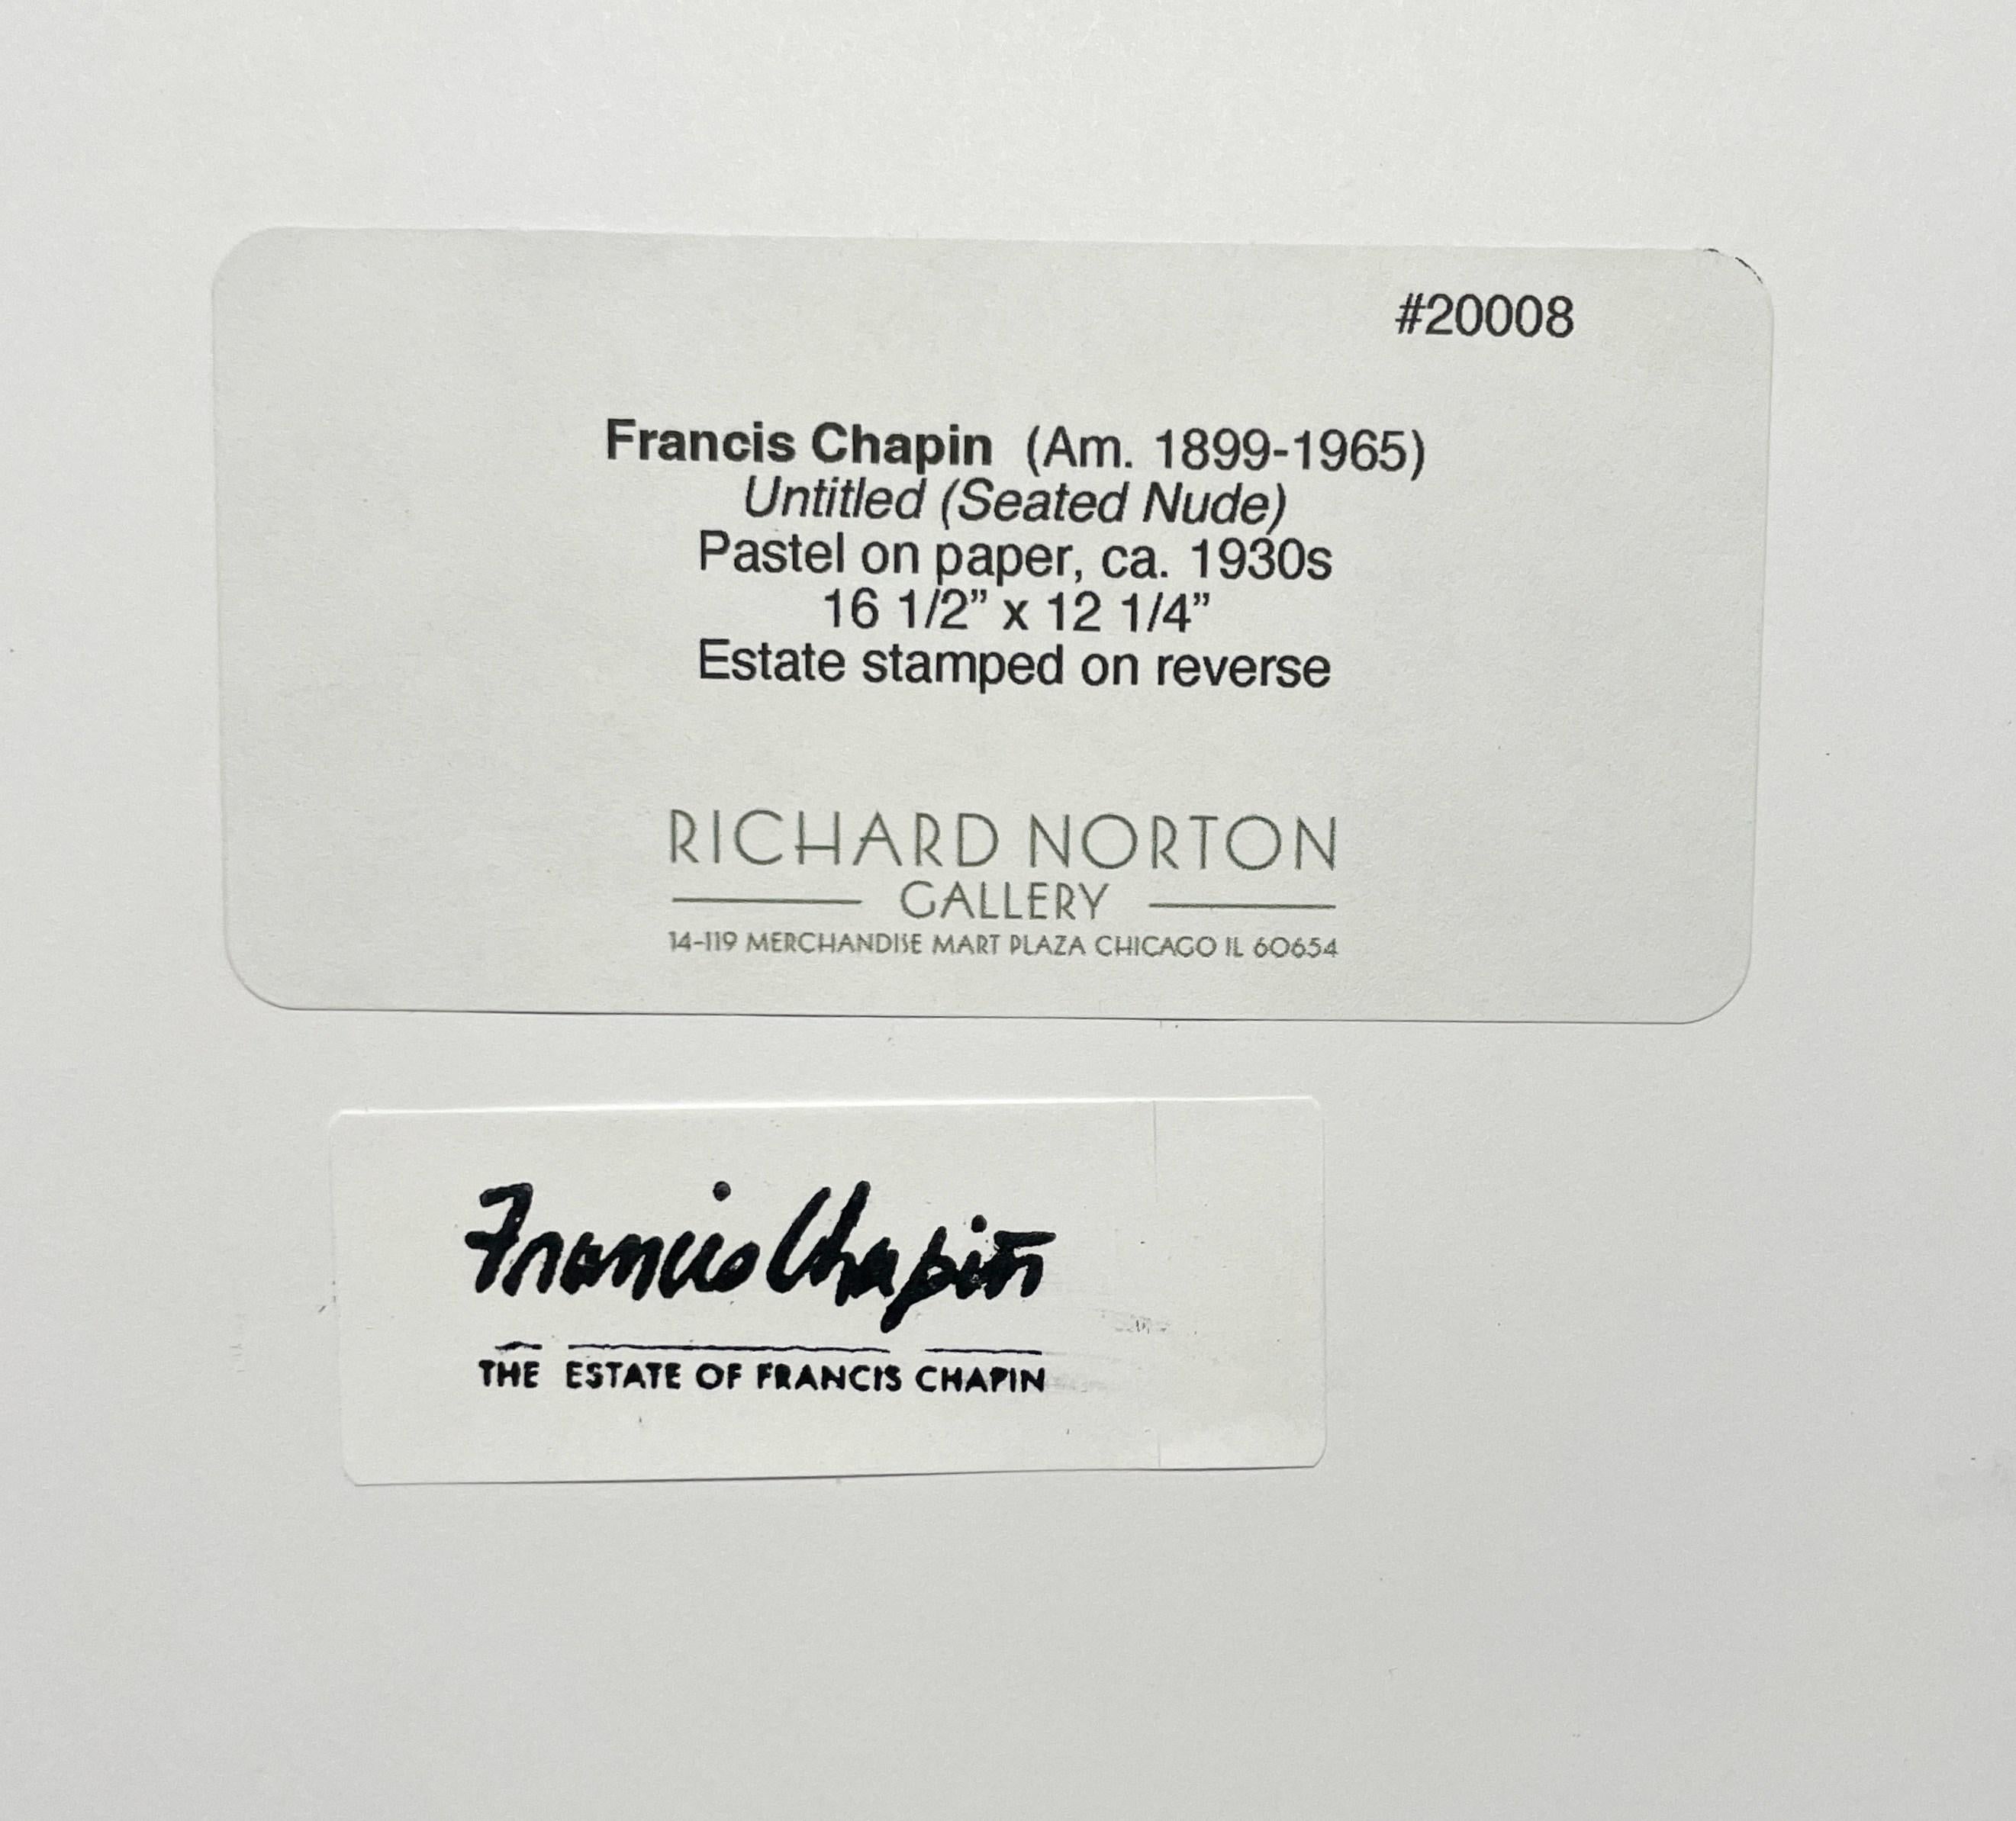 #20008
Francis Chapin (Am. 1899-1965)
Untitled (Seated Nude)
Pastel on paper, ca. 1930s
16 1/2” x 12 1/4”
Estate stamped on reverse
RICHARD NORTON
GALLERY
14-119 MERCHANDISE MART PLAZA CHICAGO IL 60654
Francis Chapin
THE ESTATE OF FRANCIS CHAPIN